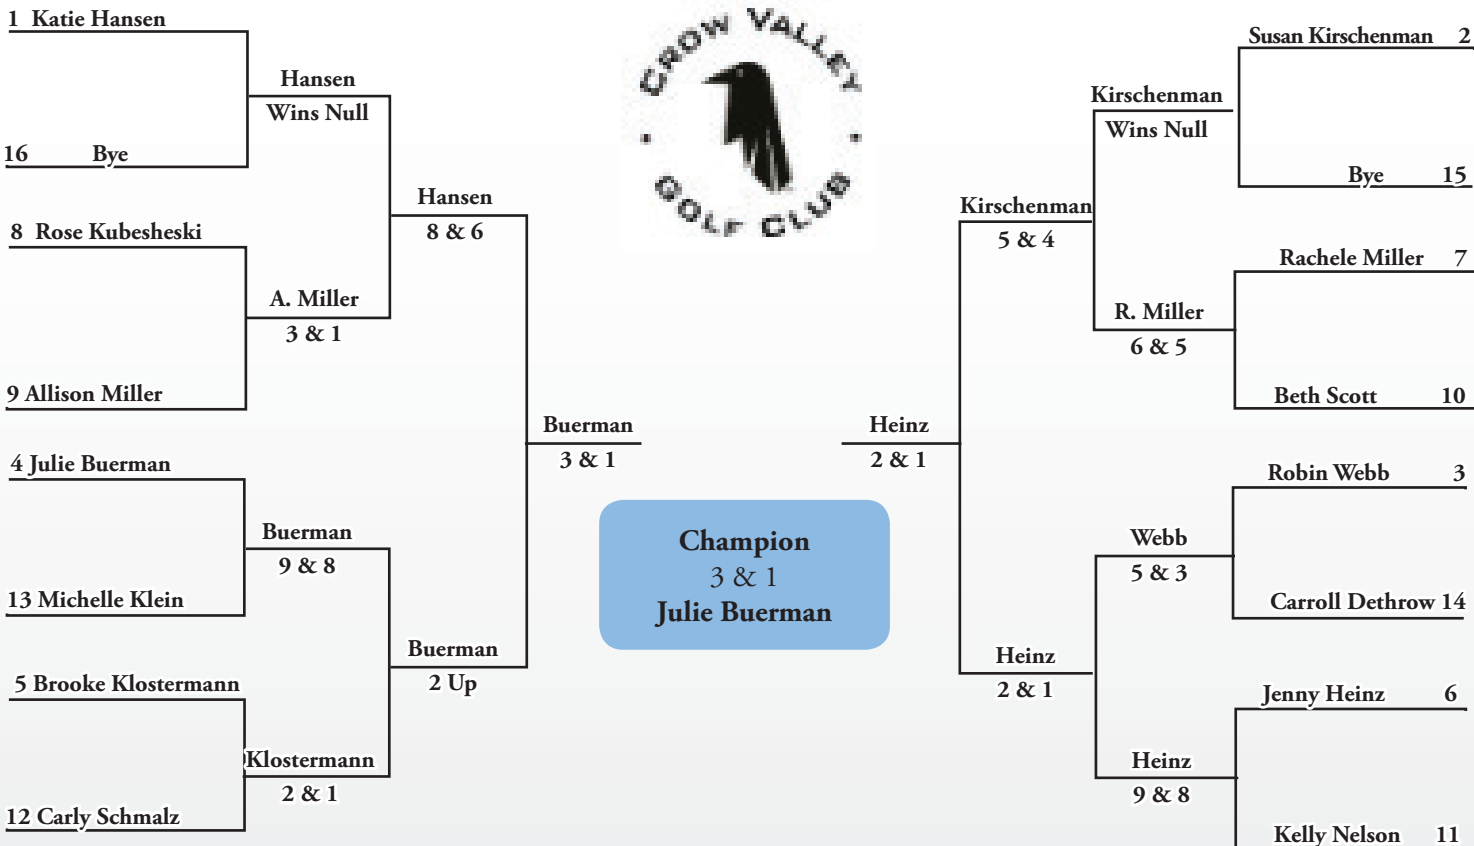 1 Katie Hansen
Hansen
Wins Null
16 Bye
Hansen
8 & 6
8 Rose Kubesheski
A. Miller
3 & 1
9 Allison Miller
Buerman
3 & 1
4 Julie Buerman
Buerman
9 & 8
13 Michelle Klein
Buerman
2 Up
5 Brooke Klostermann
Klostermann
2 & 1
12 Carly Schmalz
CROW VALLEY
GOLF CLUB
Champion
3 & 1
Julie Buerman
Susan Kirschenman 2
Kirschenman
Wins Null
Bye 15
Kirschenman
5 & 4
Rachele Miller 7
R. Miller
6 & 5
Beth Scott 10
Heinz
2 & 1
Robin Webb 3
Webb
5 & 3
Carroll Dethrow 14
Heinz
2 & 1
Jenny Heinz 6
Heinz
9 & 8
Kelly Nelson 11